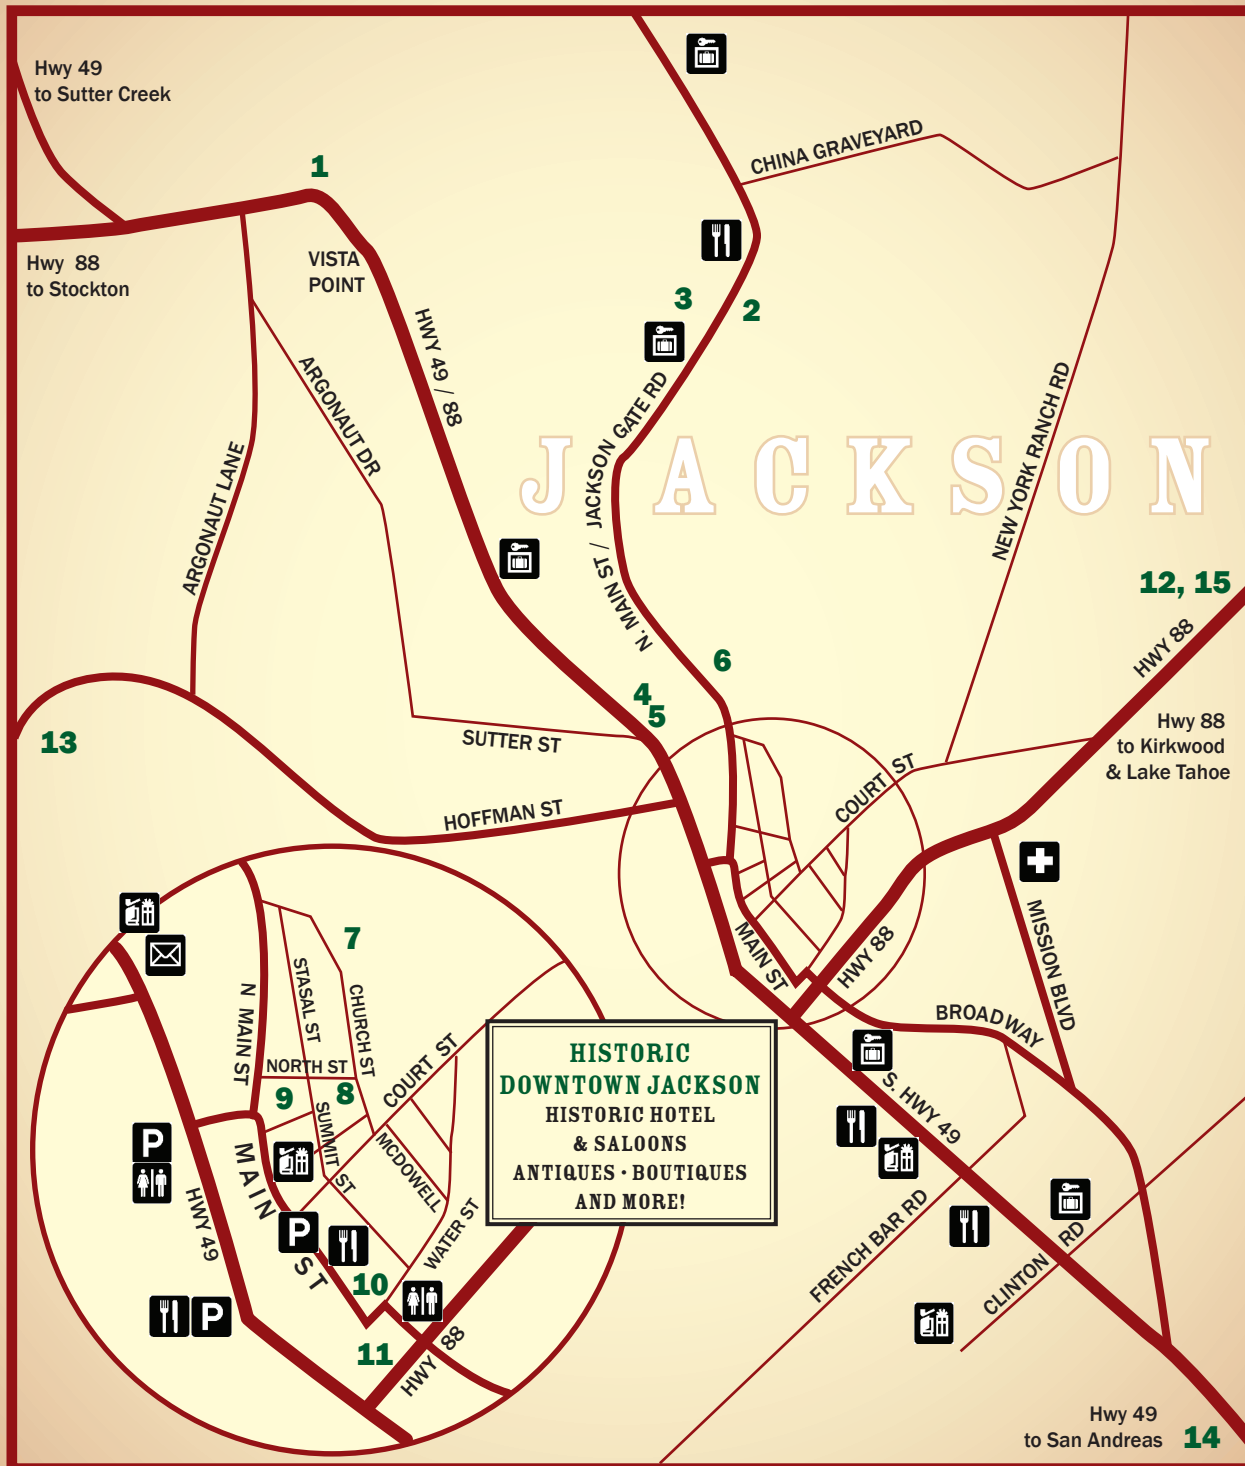 Hwy 49
to Sutter Creek
1
CHINA GRAVEYARD
Hwy 88
to Stockton
VISTA
POINT
3
2
HWY 49 / 88
ARGONAUT DR
N. MAIN ST / JACKSON GATE RD
NEW YORK RANCH RD
JACKSON
ARGONAUT LANE
12, 15
HWY 88
6
4
5
13
SUTTER ST
Hwy 88
to Kirkwood
& Lake Tahoe
COURT ST
HOFFMAN ST
MAIN ST
HWY 88
MISSION BLVD
BROADWAY
7
N MAIN ST
STASAL ST
CHURCH ST
NORTH ST
COURT ST
9
8
SUMMIT ST
MCDOWELL
HISTORIC
DOWNTOWN JACKSON
HISTORIC HOTEL
& SALOONS
ANTIQUES · BOUTIQUES
AND MORE!
S. HWY 49
P
MAIN ST
HWY 49
P
WATER ST
FRENCH BAR RD
CLINTON RD
10
P
11
HWY 88
Hwy 49
to San Andreas
14